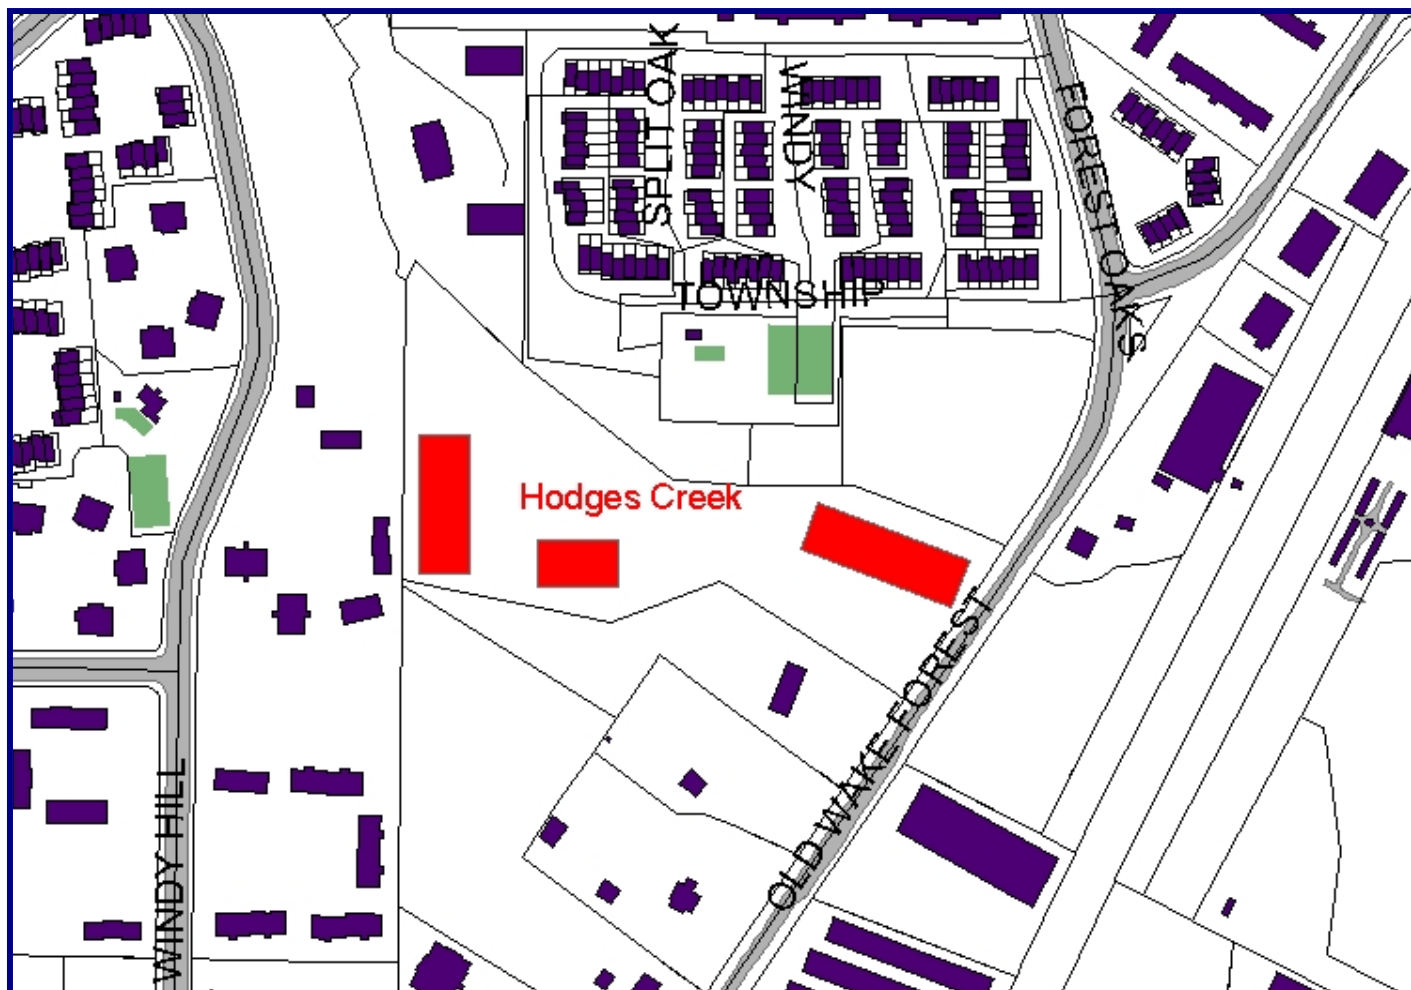 SPLIT OAK
WINDY
FOREST OAKS
TOWNSHIP
Hodges Creek
OLD WAKE FOREST
WINDY HILL